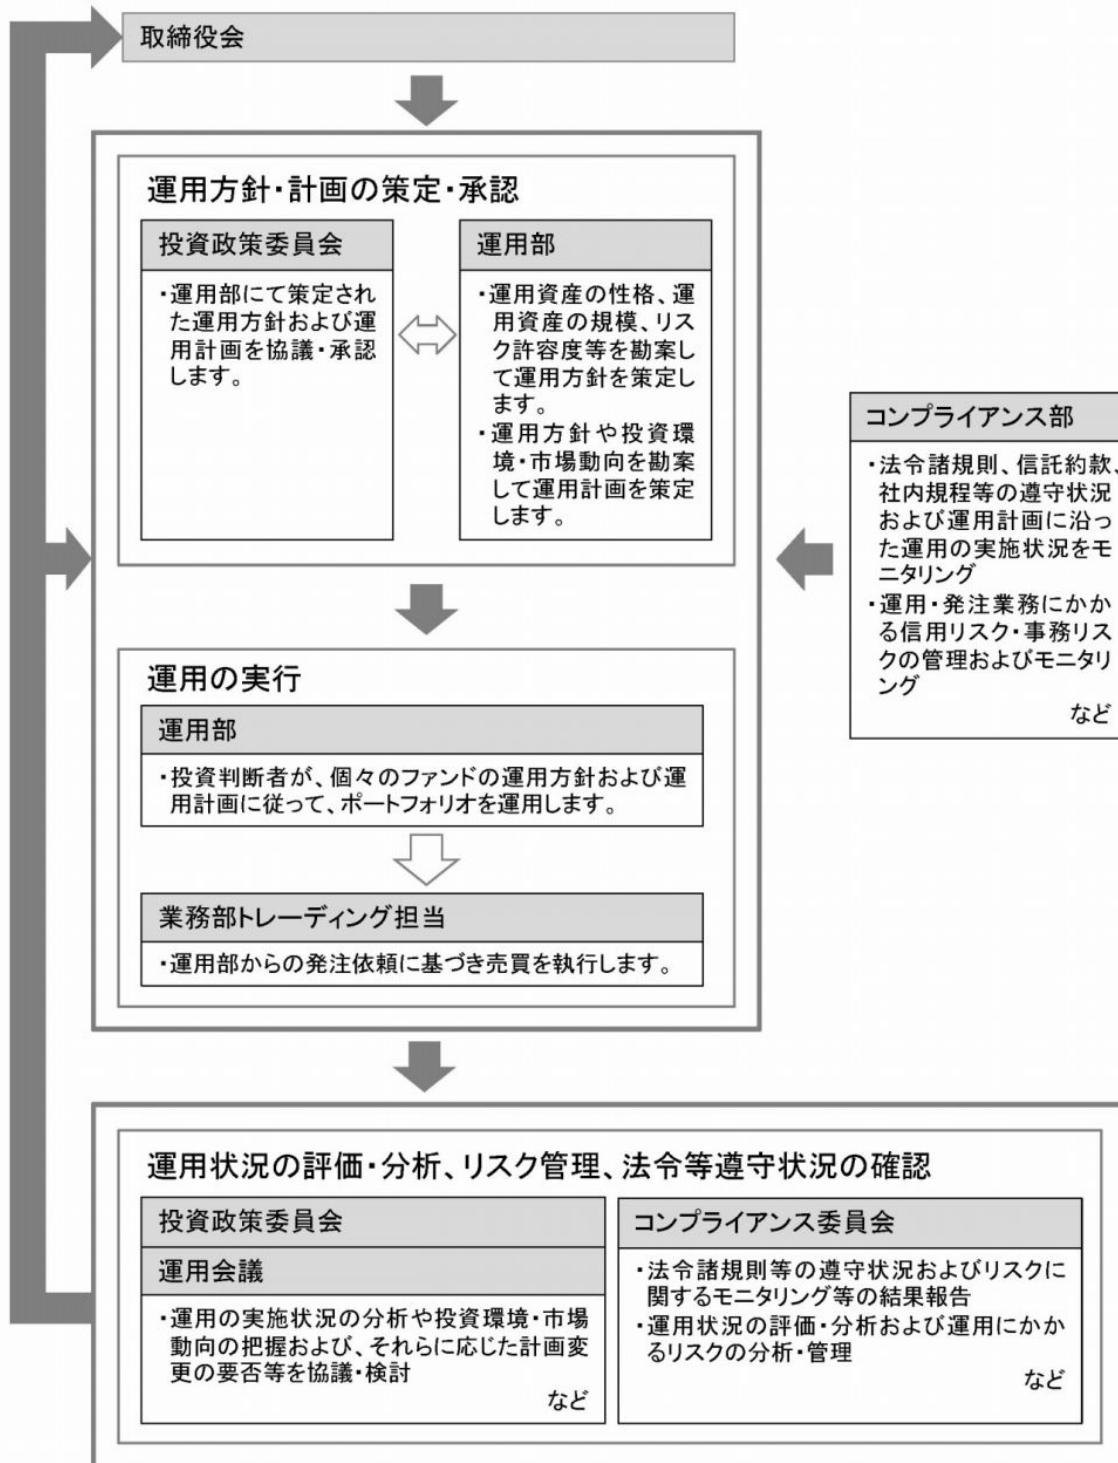 取締役会
運用方針・計画の策定・承認
投資政策委員会
・運用部にて策定され
た運用方針および運
用計画を協議・承認
します。
運用部
・運用資産の性格、運
用資産の規模、リス
ク許容度等を勘案し
て運用方針を策定し
ます。
・運用方針や投資環
境・市場動向を勘案
して運用計画を策定
します。
コンプライアンス部
・法令諸規則、信託約款、
社内規程等の遵守状況
および運用計画に沿っ
た運用の実施状況をモ
ニタリング
・運用・発注業務にかか
る信用リスク・事務リス
クの管理およびモニタリ
ング
など
運用の実行
運用部
・投資判断者が、個々のファンドの運用方針および運
用計画に従って、ポートフォリオを運用します。
業務部トレーディング担当
・運用部からの発注依頼に基づき売買を執行します。
運用状況の評価・分析、リスク管理、法令等遵守状況の確認
投資政策委員会
運用会議
・運用の実施状況の分析や投資環境・市場
動向の把握および、それらに応じた計画変
更の要否等を協議・検討
など
コンプライアンス委員会
・法令諸規則等の遵守状況およびリスクに
関するモニタリング等の結果報告
・運用状況の評価・分析および運用にかか
るリスクの分析・管理
など